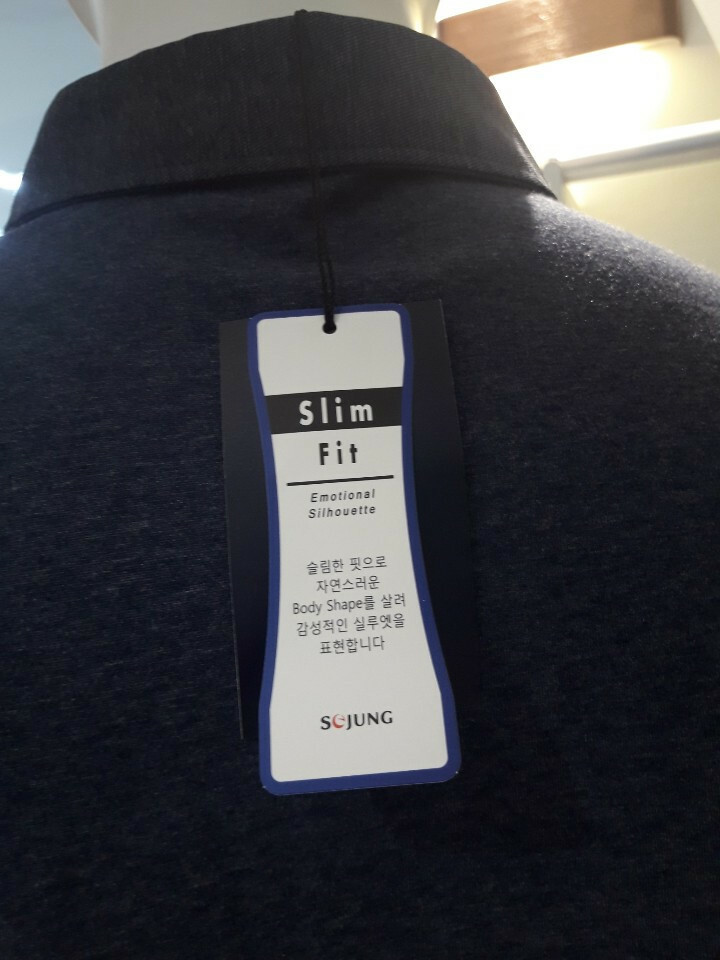 Slim
Fit
Emotional
Silhouette
슬림한 핏으로
자연스러운
Body Shape를 살려
감성적인 실루엣을
표현합니다
SOJUNG